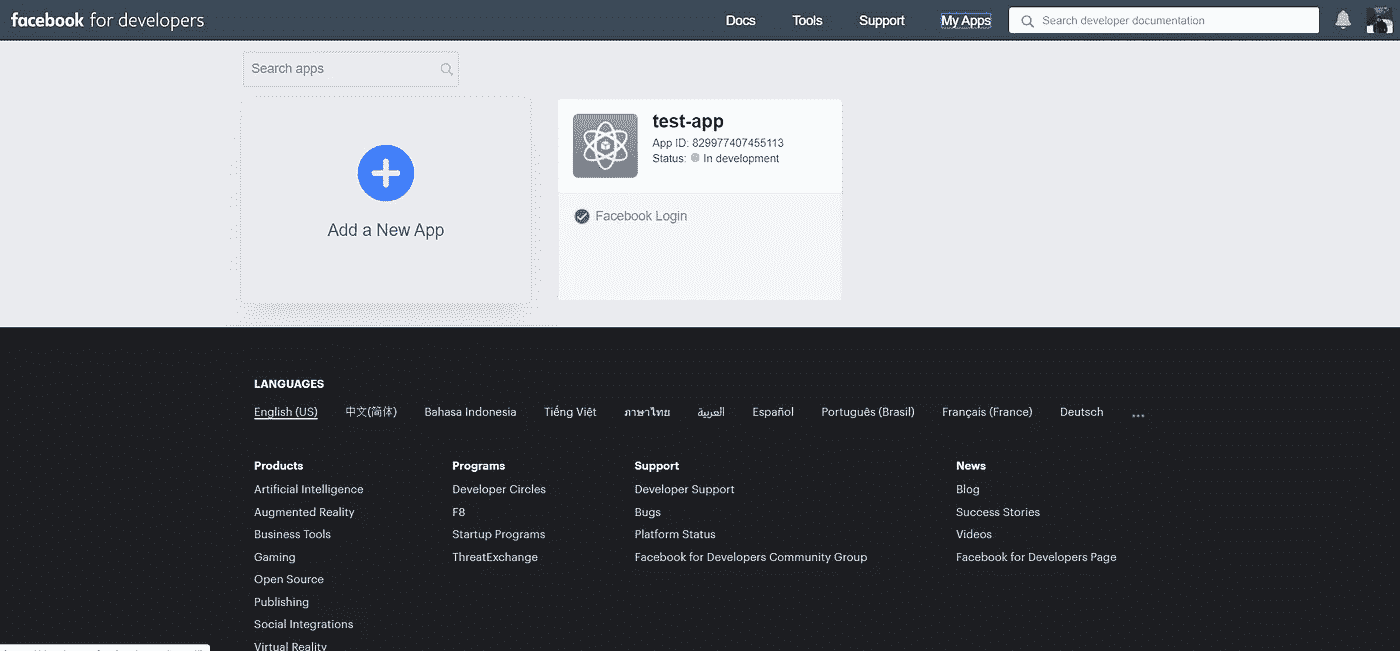 facebook for developers Docs Tools Support My Apps Search developer documentation
Search apps
Add a New App
test-app
App ID: 829977407455113
Status: In development
Facebook Login
LANGUAGES
English (US) 中文(简体) Bahasa Indonesia Tiếng Việt ภาษาไทย العربية Español Português (Brasil) Français (France) Deutsch ...
Products
Artificial Intelligence
Augmented Reality
Business Tools
Gaming
Open Source
Publishing
Social Integrations
Virtual Reality
Programs
Developer Circles
F8
Startup Programs
ThreatExchange
Support
Developer Support
Bugs
Platform Status
Facebook for Developers Community Group
News
Blog
Success Stories
Videos
Facebook for Developers Page